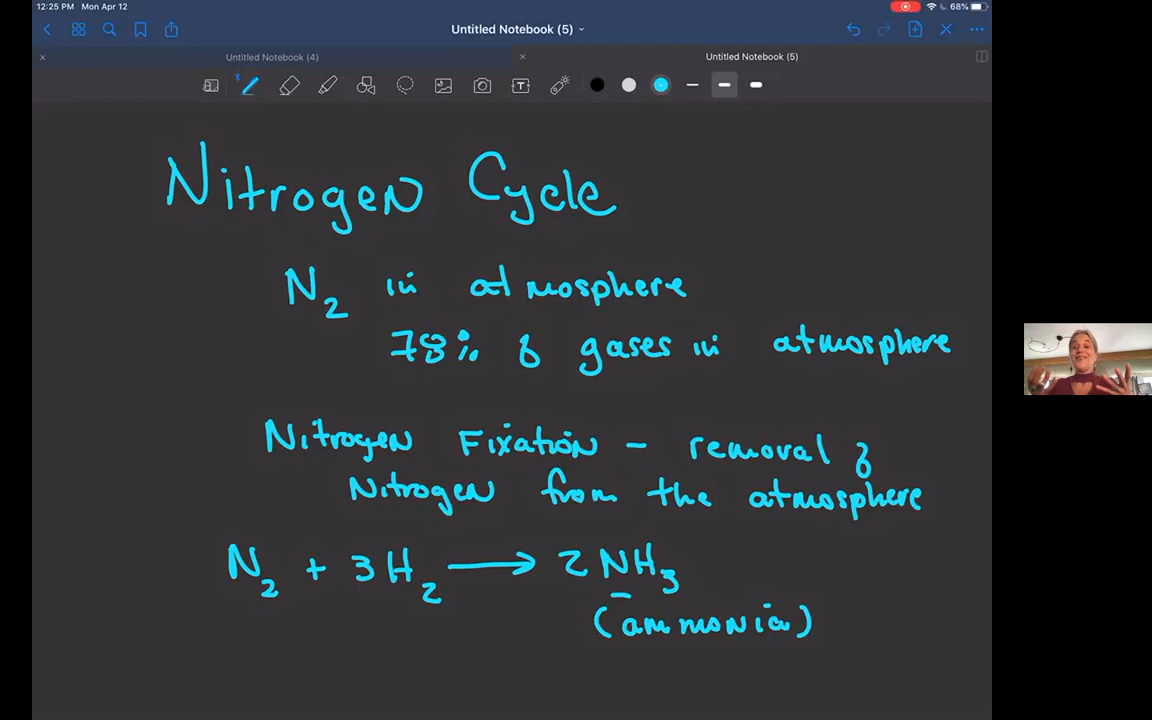 12:25 PM Mon Apr 12
68%
Untitled Notebook (5)
Untitled Notebook (4)
Untitled Notebook (5)
Nitrogen Cycle
N₂ in atmosphere
78% of gases in atmosphere
Nitrogen Fixation - removal of
Nitrogen from the atmosphere
N₂ + 3H₂ → 2NH₃
(ammonia)